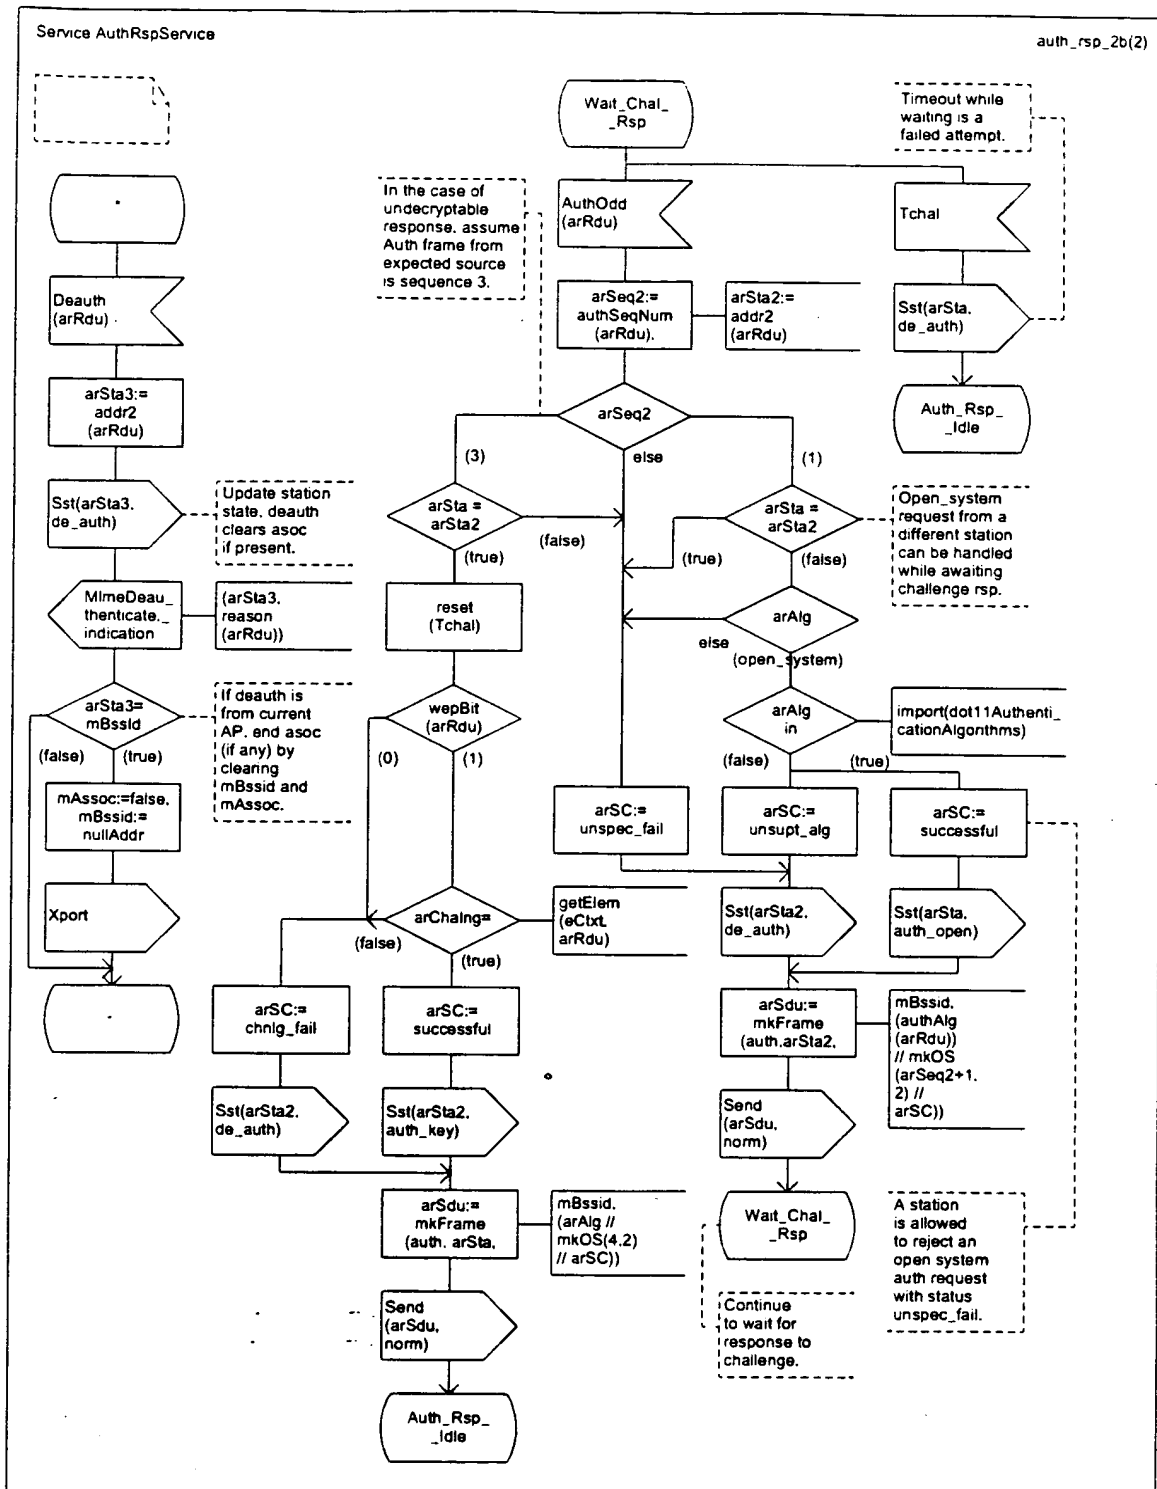 Service AuthRspService
auth_rsp_2b(2)
*
Deauth
(arRdu)
arSta3:=
addr2
(arRdu)
Sst(arSta3,
de_auth)
Update station
state, deauth
clears asoc
if present.
MlmeDeau_
thenticate._
indication
(arSta3,
reason
(arRdu))
arSta3=
mBssId
(false)
(true)
If deauth is
from current
AP, end asoc
(if any) by
clearing
mBssid and
mAssoc.
mAssoc:=false,
mBssid:=
nullAddr
Xport
-
Wait_Chal_
_Rsp
Timeout while
waiting is a
failed attempt.
In the case of
undecryptable
response, assume
Auth frame from
expected source
is sequence 3.
AuthOdd
(arRdu)
Tchal
arSeq2:=
authSeqNum
(arRdu),
arSta2:=
addr2
(arRdu)
Sst(arSta,
de_auth)
Auth_Rsp_
_Idle
arSeq2
(3)
else
(1)
arSta =
arSta2
(false)
(true)
arSta =
arSta2
(true)
(false)
Open_system
request from a
different station
can be handled
while awaiting
challenge rsp.
reset
(Tchal)
arAlg
else
(open_system)
wepBit
(arRdu)
(0)
(1)
arAlg
in
import(dot11Authenti_
cationAlgorithms)
(false)
(true)
arSC:=
unspec_fail
arSC:=
unsupt_alg
arSC:=
successful
arChalng=
(false)
(true)
getElem
(eCtxt,
arRdu)
Sst(arSta2,
de_auth)
Sst(arSta,
auth_open)
arSC:=
chnlg_fail
arSC:=
successful
arSdu:=
mkFrame
(auth,arSta2,
mBssid,
(authAlg
(arRdu))
// mkOS
(arSeq2+1,
2) //
arSC))
Sst(arSta2,
de_auth)
Sst(arSta2,
auth_key)
Send
(arSdu,
norm)
arSdu:=
mkFrame
(auth, arSta,
mBssid,
(arAlg //
mkOS(4,2)
// arSC))
Wait_Chal_
_Rsp
A station
is allowed
to reject an
open system
auth request
with status
unspec_fail.
Send
(arSdu,
norm)
Continue
to wait for
response to
challenge.
Auth_Rsp_
_Idle